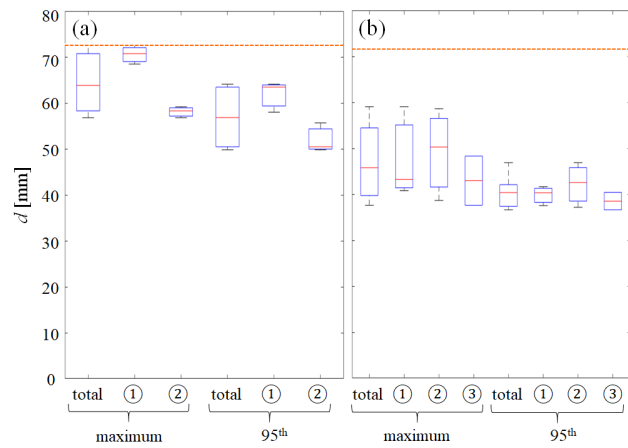 (a)
(b)
80
70
60
50
40
30
20
10
0
d [mm]
total ① ② total ① ② total ① ② ③ total ① ② ③
maximum 95th maximum 95th